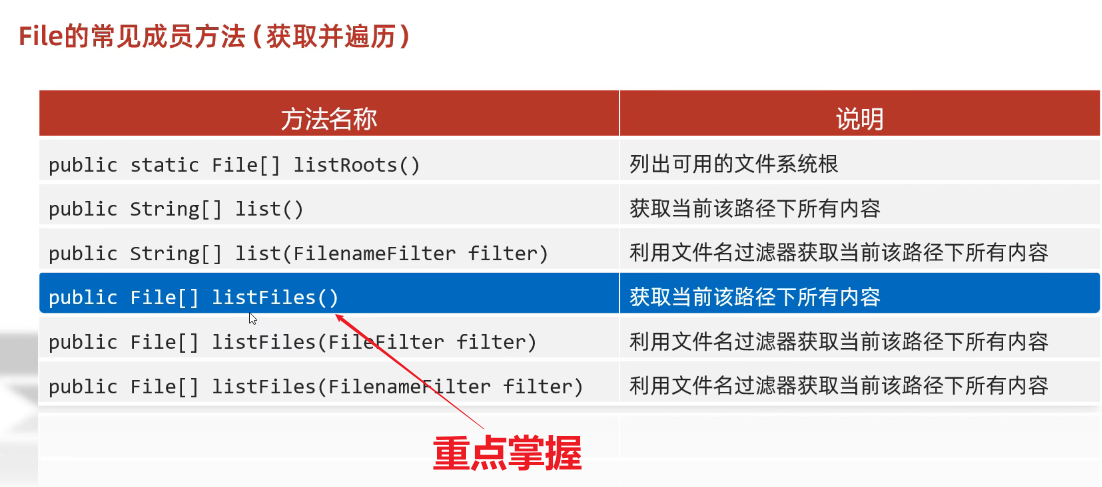 File的常见成员方法(获取并遍历)
方法名称 说明
public static File[] listRoots() 列出可用的文件系统根
public String[] list() 获取当前该路径下所有内容
public String[] list(FilenameFilter filter) 利用文件名过滤器获取当前该路径下所有内容
public File[] listFiles() 获取当前该路径下所有内容
public File[] listFiles(FileFilter filter) 利用文件名过滤器获取当前该路径下所有内容
public File[] listFiles(FilenameFilter filter) 利用文件名过滤器获取当前该路径下所有内容
重点掌握